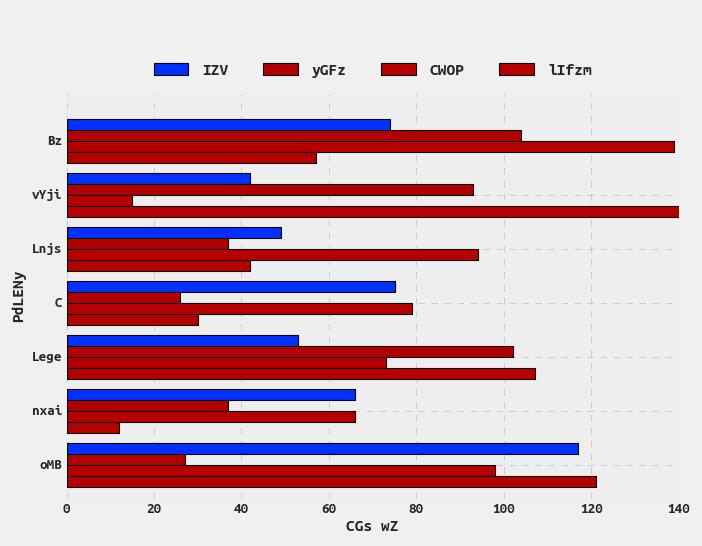 IZV yGFz CWOP lIfzm
Bz
vYji
Lnjs
C
Lege
nxai
oMB
PdLENy
0 20 40 60 80 100 120 140
CGs wZ